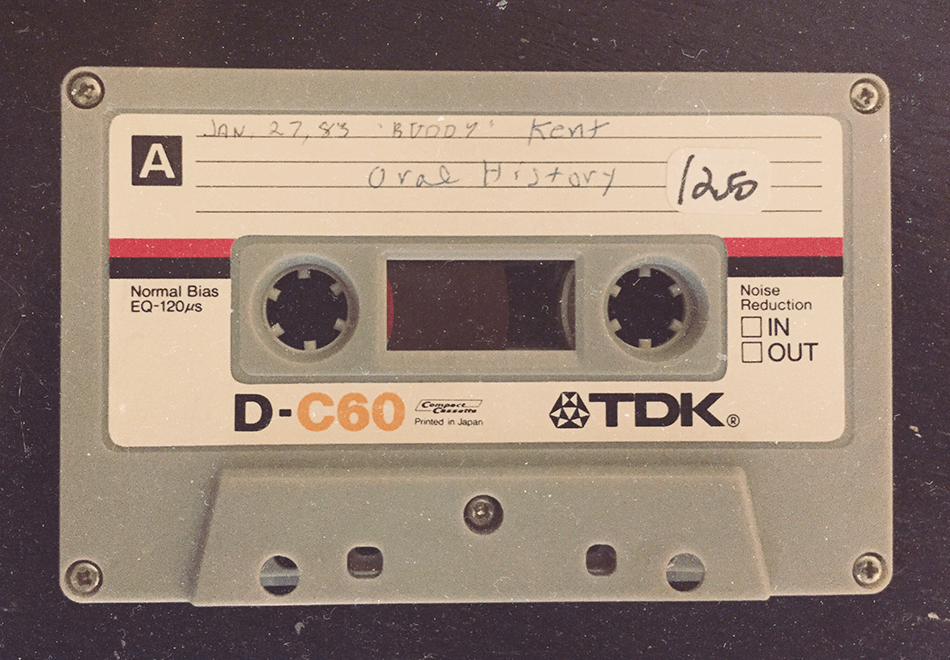 JAN. 27, 83 "BUDDY" Kent
A
Oral History
1250
Normal Bias
EQ-120µs
Noise
Reduction
IN
OUT
D-C60
Compact
Cassette
Printed in Japan
TDK®